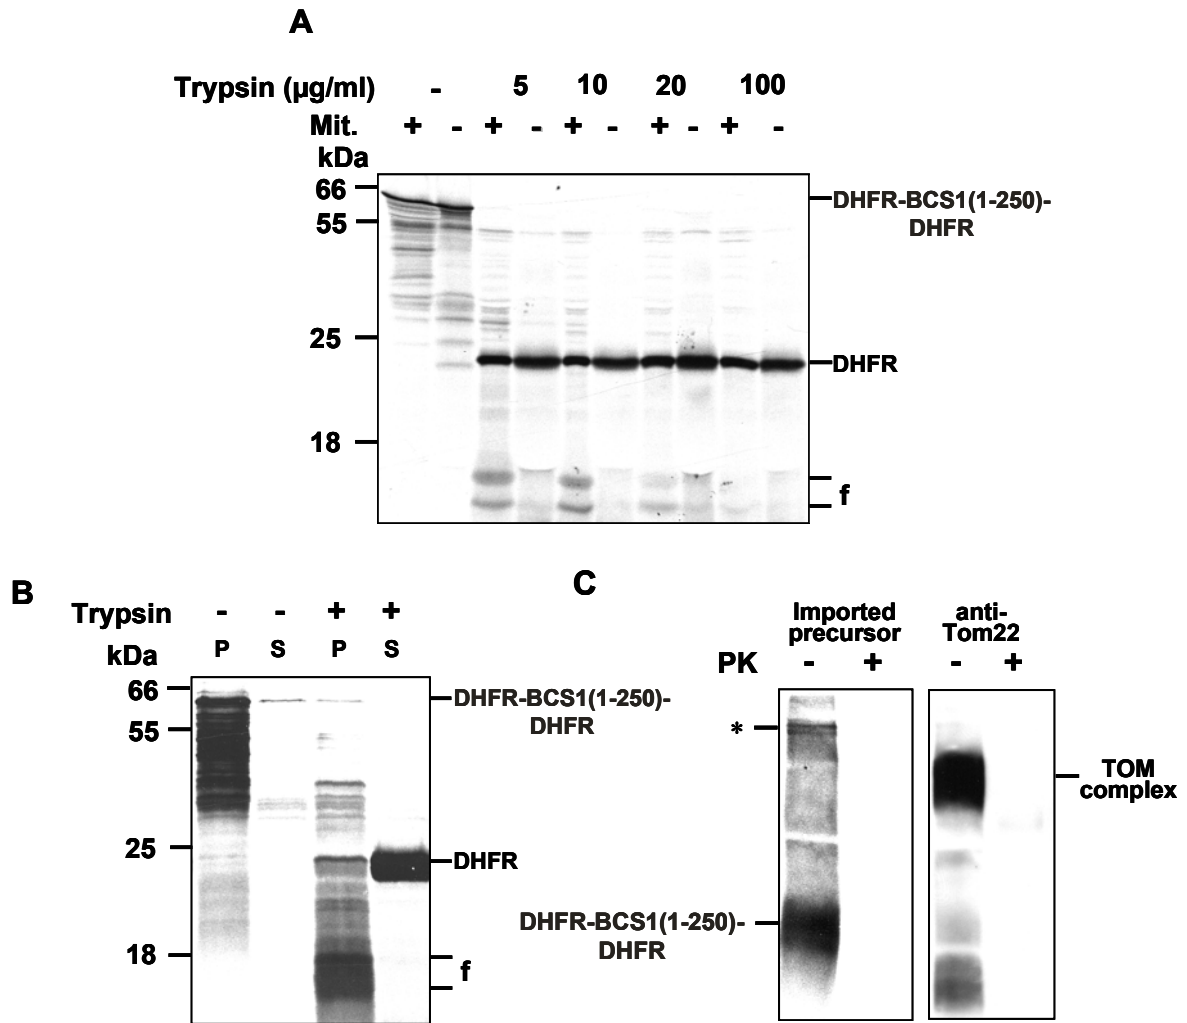 A
Trypsin (µg/ml) - 5 10 20 100
Mit. + - + - + - + - + -
kDa
66
55
25
18
DHFR-BCS1(1-250)-
DHFR
DHFR
f
B
Trypsin - - + +
kDa P S P S
66
55
25
18
DHFR-BCS1(1-250)-
DHFR
DHFR
f
C
Imported
precursor
anti-
Tom22
PK - + - +
*
TOM
complex
DHFR-BCS1(1-250)-
DHFR